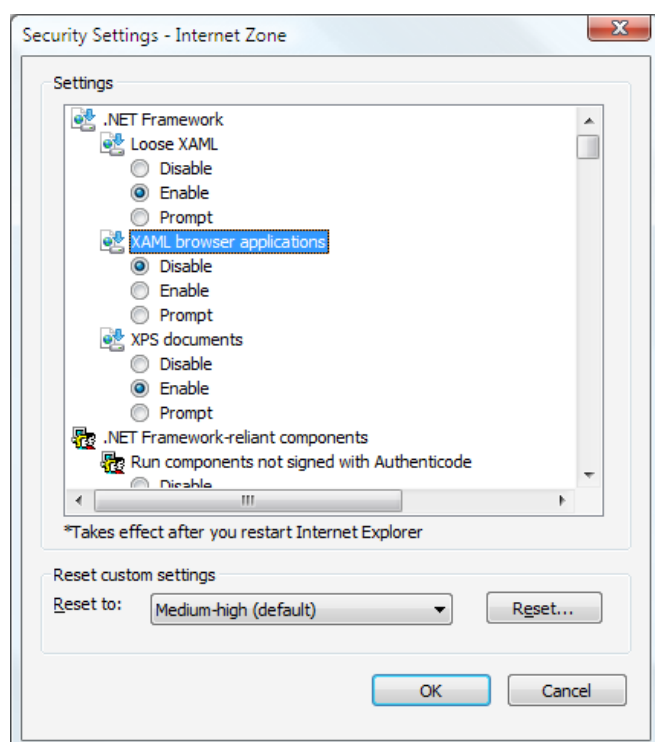 Security Settings - Internet Zone
Settings
.NET Framework
Loose XAML
Disable
Enable
Prompt
XAML browser applications
Disable
Enable
Prompt
XPS documents
Disable
Enable
Prompt
.NET Framework-reliant components
Run components not signed with Authenticode
Disable
*Takes effect after you restart Internet Explorer
Reset custom settings
Reset to: Medium-high (default) Reset...
OK Cancel